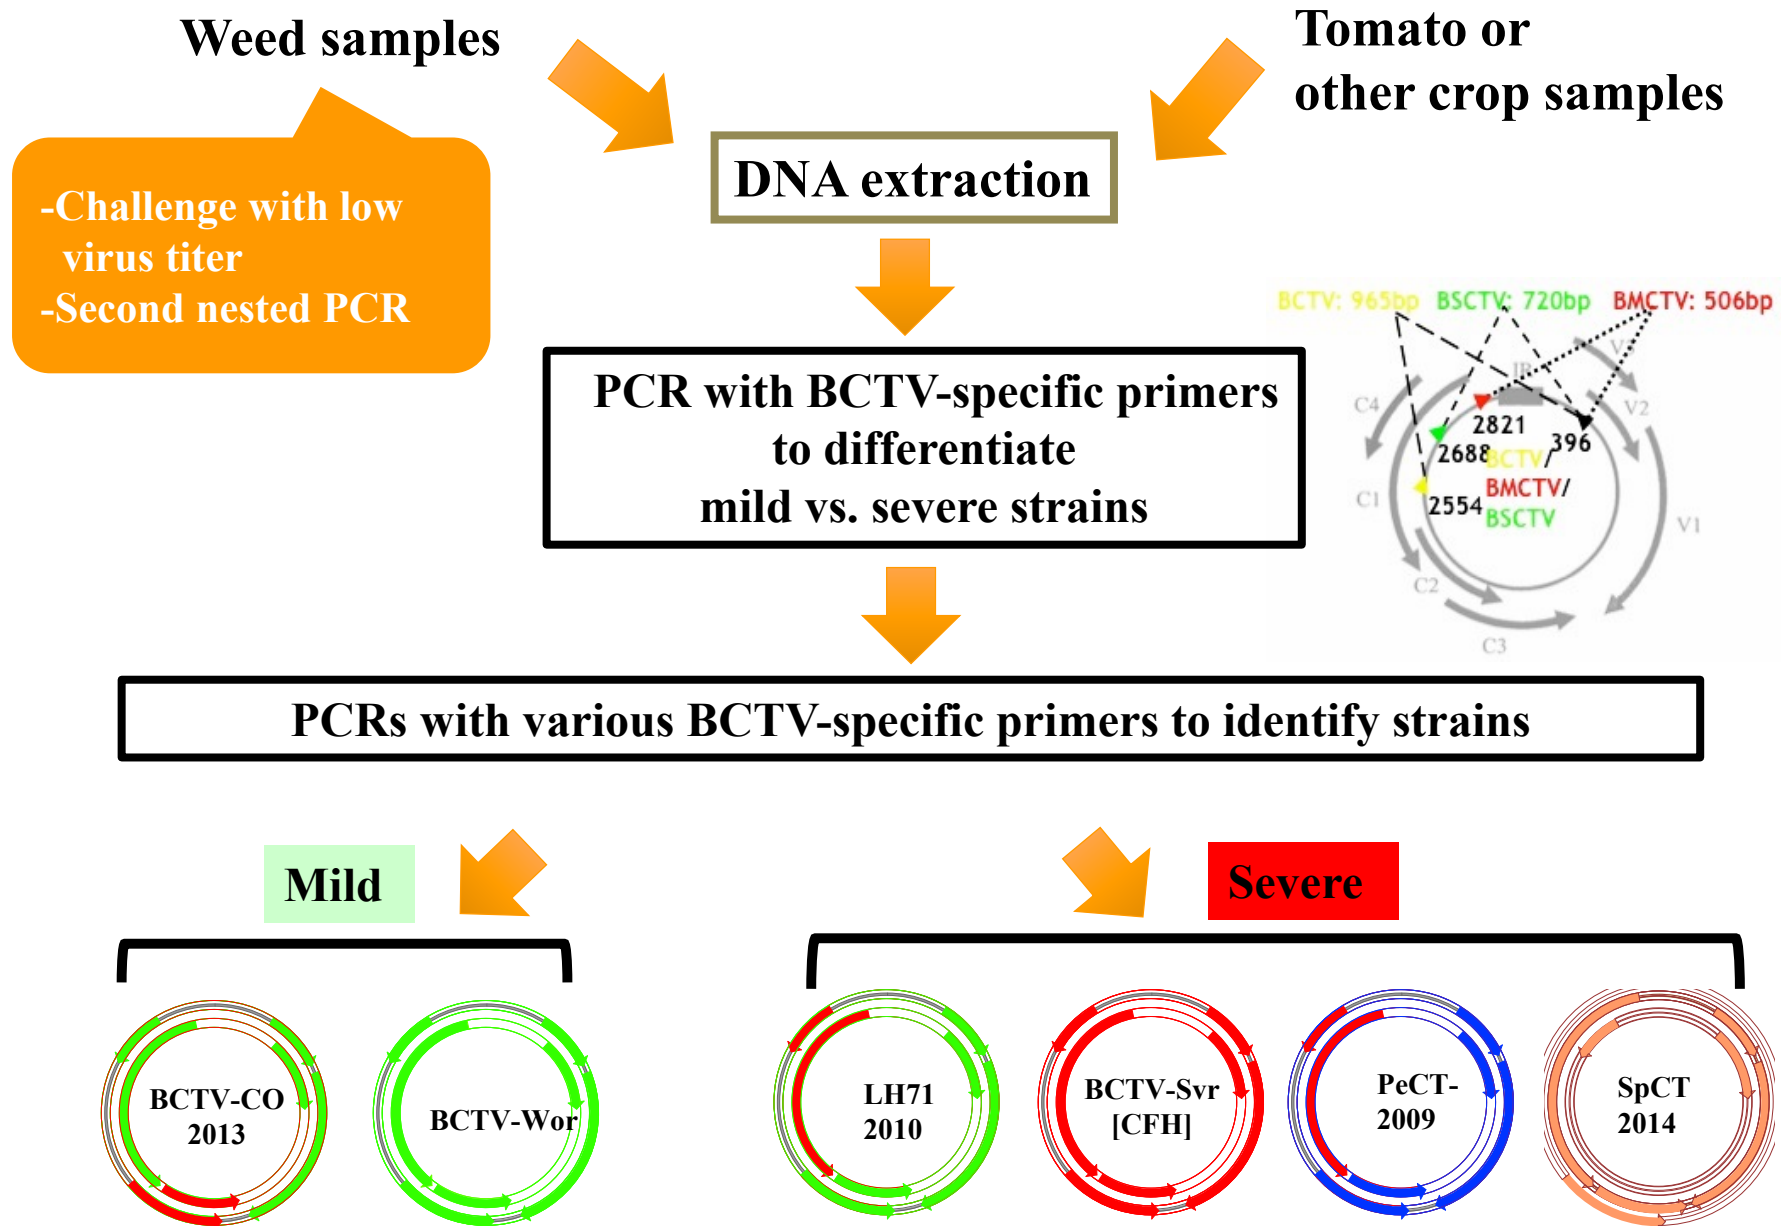 Weed samples
Tomato or
other crop samples
-Challenge with low
virus titer
-Second nested PCR
DNA extraction
BCTV: 965bp
BSCTV: 720bp
BMCTV: 506bp
PCR with BCTV-specific primers
to differentiate
mild vs. severe strains
IR
C4
V2
2821
396
2688
BCTV/
BMCTV/
BSCTV
2554
C1
V1
C2
C3
PCRs with various BCTV-specific primers to identify strains
Mild
Severe
BCTV-CO
2013
BCTV-Wor
LH71
2010
BCTV-Svr
[CFH]
PeCT-
2009
SpCT
2014